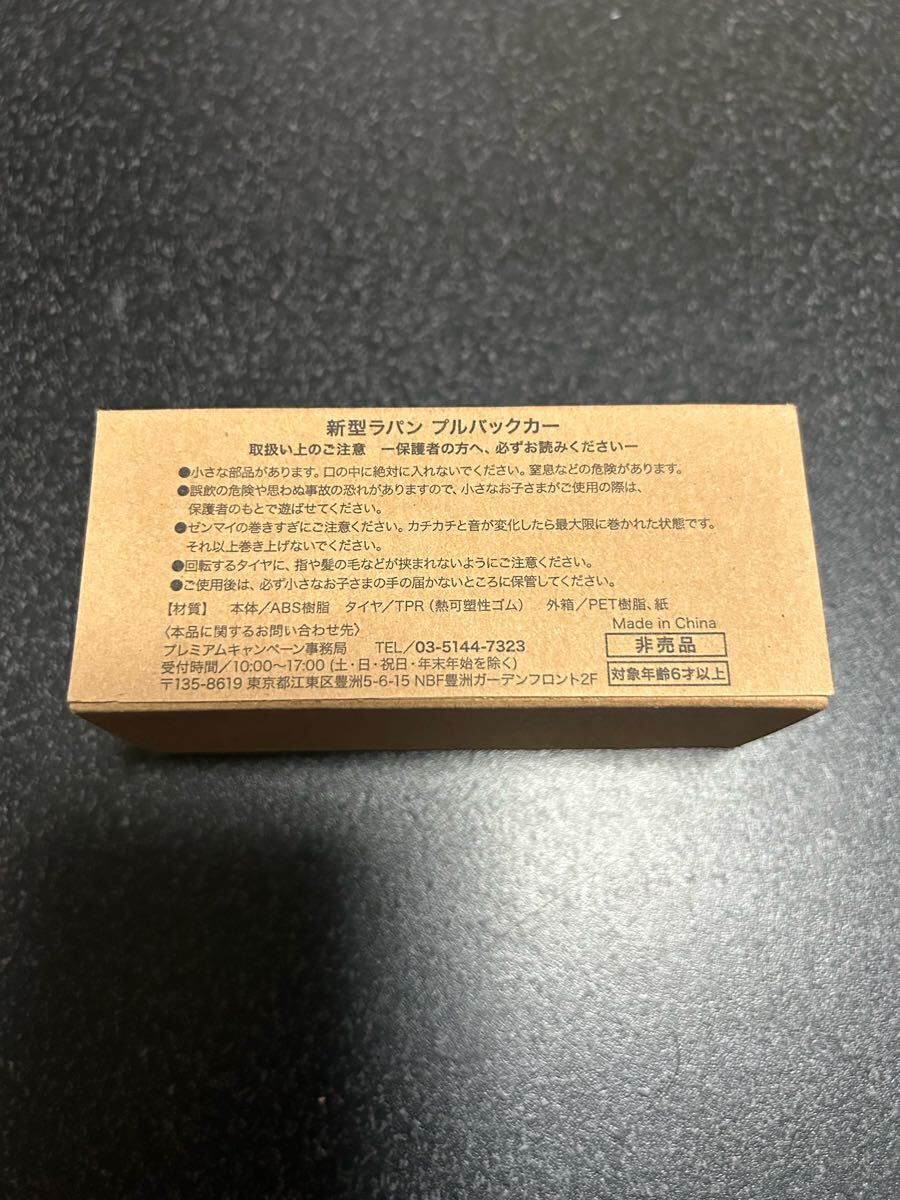 新型ラパン プルバックカー
取扱い上のご注意 ー保護者の方へ、必ずお読みくださいー
●小さな部品があります。口の中に絶対に入れないでください。窒息などの危険があります。
●誤飲の危険や思わぬ事故の恐れがありますので、小さなお子さまがご使用の際は、
保護者のもとで遊ばせてください。
●ゼンマイの巻きすぎにご注意ください。カチカチと音が変化したら最大限に巻かれた状態です。
それ以上巻き上げないでください。
●回転するタイヤに、指や髪の毛などが挟まれないようにご注意ください。
●ご使用後は、必ず小さなお子さまの手の届かないところに保管してください。
【材質】 本体/ABS樹脂 タイヤ/TPR(熱可塑性ゴム) 外箱/PET樹脂、紙
Made in China
〈本品に関するお問い合わせ先〉
プレミアムキャンペーン事務局 TEL/03-5144-7323
非売品
受付時間/10:00〜17:00(土・日・祝日・年末年始を除く)
〒135-8619 東京都江東区豊洲5-6-15 NBF豊洲ガーデンフロント2F
対象年齢6才以上